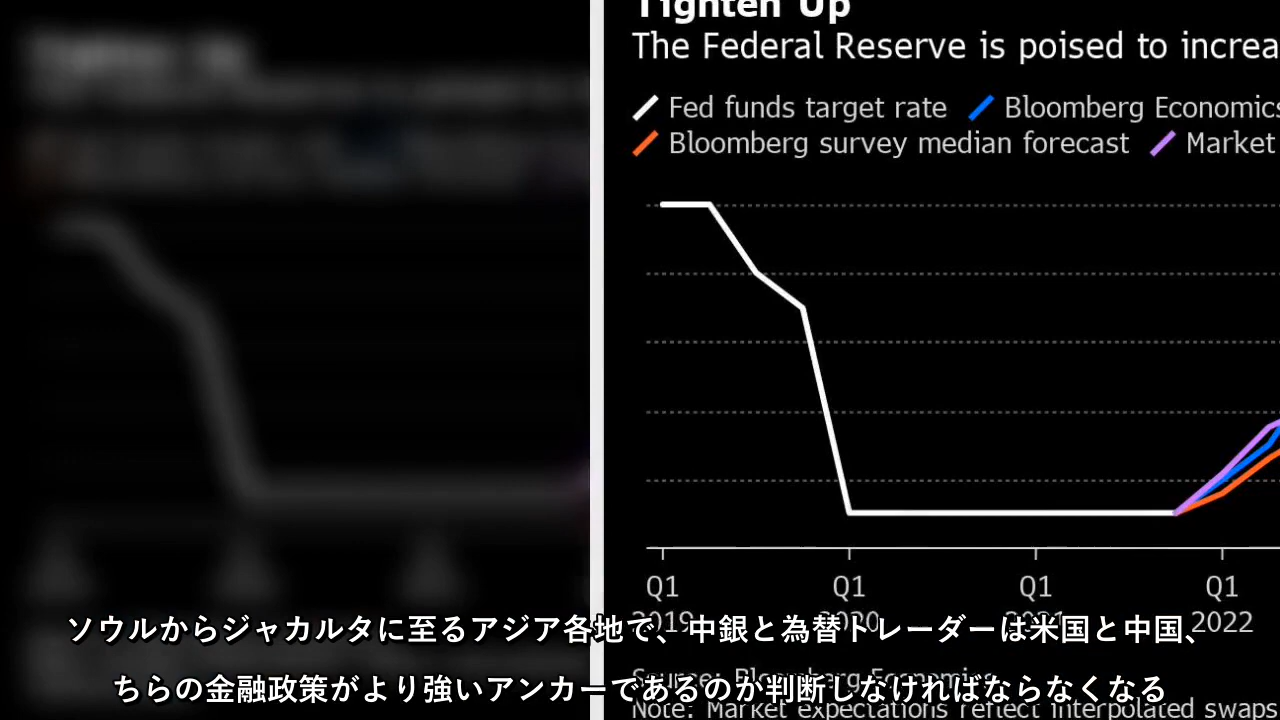 Tighten Up
The Federal Reserve is poised to increa
Fed funds target rate Bloomberg Economics
Bloomberg survey median forecast Market
Q1 Q1 Q1 Q1
2019 2020 2021 2022
ソウルからジャカルタに至るアジア各地で、中銀と為替トレーダーは米国と中国、
Source: Bloomberg Economics
ちらの金融政策がより強いアンカーであるのか判断しなければならなくなる
Note: Market expectations reflect interpolated swaps